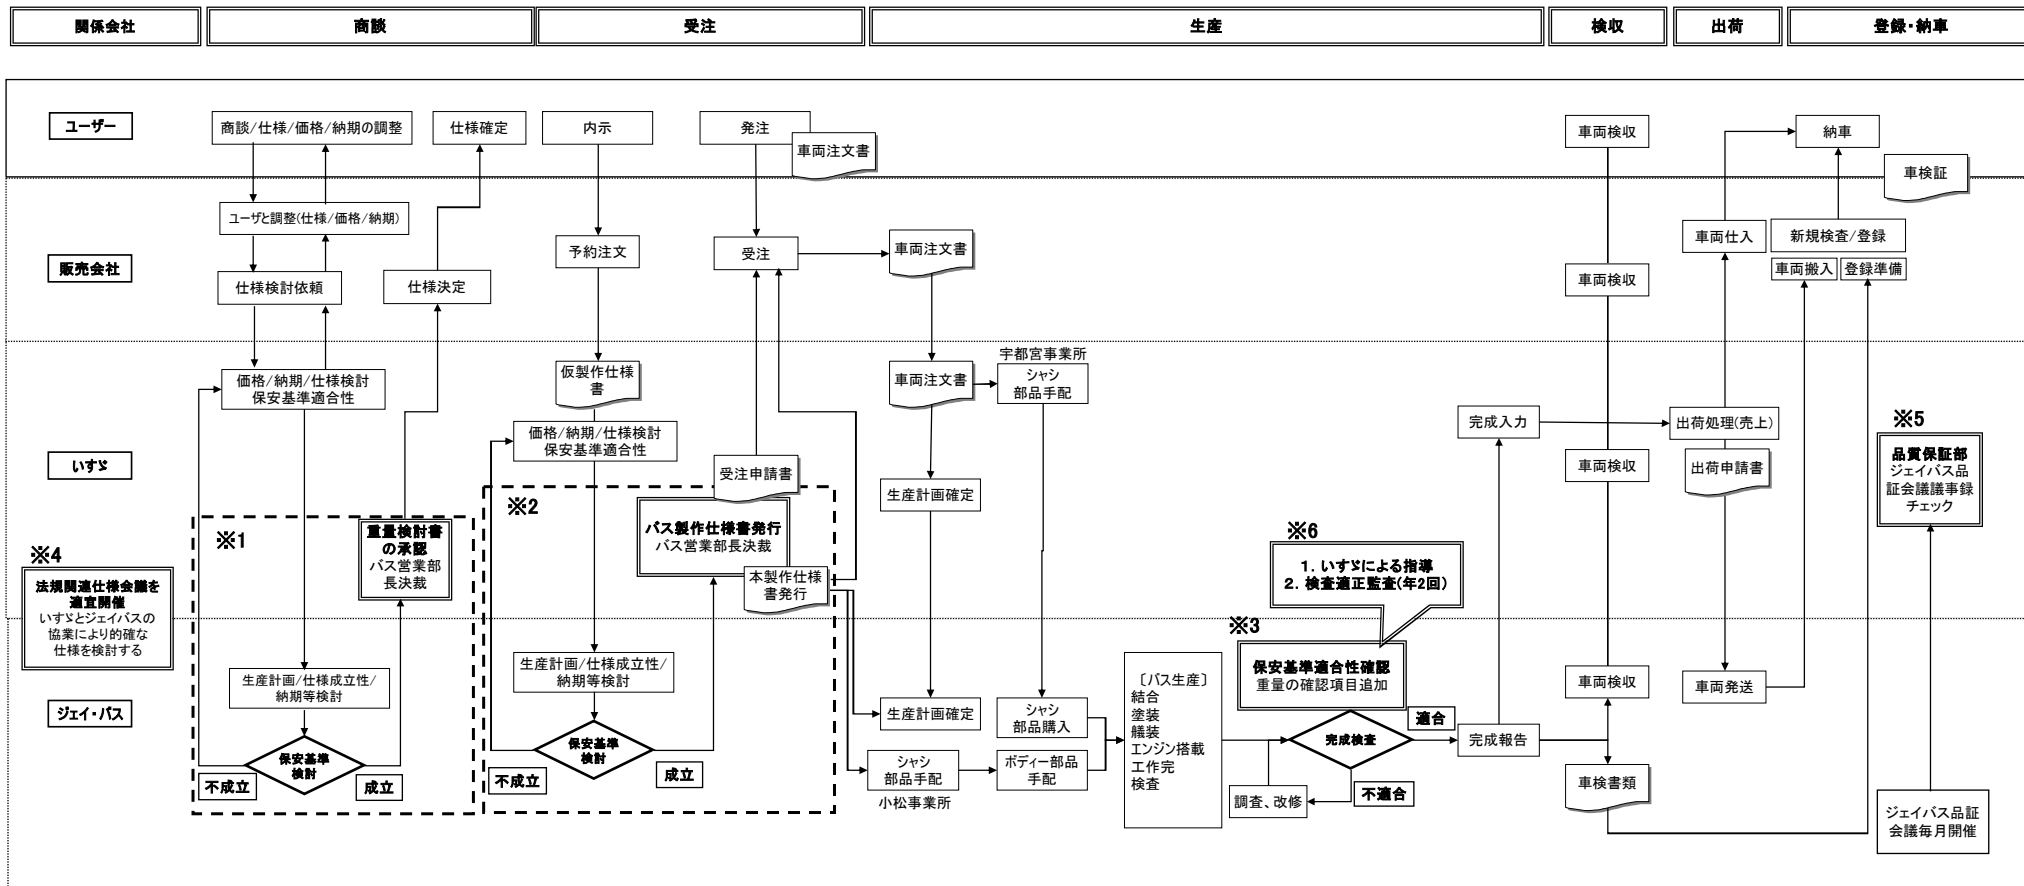 関係会社
商談
受注
生産
検収
出荷
登録・納車
ユーザー
商談/仕様/価格/納期の調整
仕様確定
内示
発注
車両注文書
車両検収
納車
車検証
販売会社
ユーザと調整(仕様/価格/納期)
仕様検討依頼
仕様決定
予約注文
受注
車両注文書
車両検収
車両仕入
新規検査/登録
車両搬入
登録準備
いすゞ
価格/納期/仕様検討
保安基準適合性
仮製作仕様
書
価格/納期/仕様検討
保安基準適合性
受注申請書
車両注文書
宇都宮事業所
シャシ
部品手配
生産計画確定
完成入力
車両検収
出荷処理(売上)
出荷申請書
※5
品質保証部
ジェイバス品
証会議議事録
チェック
※1
重量検討書
の承認
バス営業部
長決裁
※2
バス製作仕様書発行
バス営業部長決裁
本製作仕様
書発行
※4
法規関連仕様会議を
適宜開催
いすゞとジェイバスの
協業により的確な
仕様を検討する
※6
1. いすゞによる指導
2. 検査適正監査(年2回)
ジェイ・バス
生産計画/仕様成立性/
納期等検討
保安基準
検討
不成立
成立
生産計画/仕様成立性/
納期等検討
保安基準
検討
不成立
成立
生産計画確定
シャシ
部品購入
シャシ
部品手配
小松事業所
ボディー部品
手配
〔バス生産〕
結合
塗装
艤装
エンジン搭載
工作完
検査
※3
保安基準適合性確認
重量の確認項目追加
完成検査
適合
不適合
調査、改修
完成報告
車両検収
車検書類
車両発送
ジェイバス品証
会議毎月開催